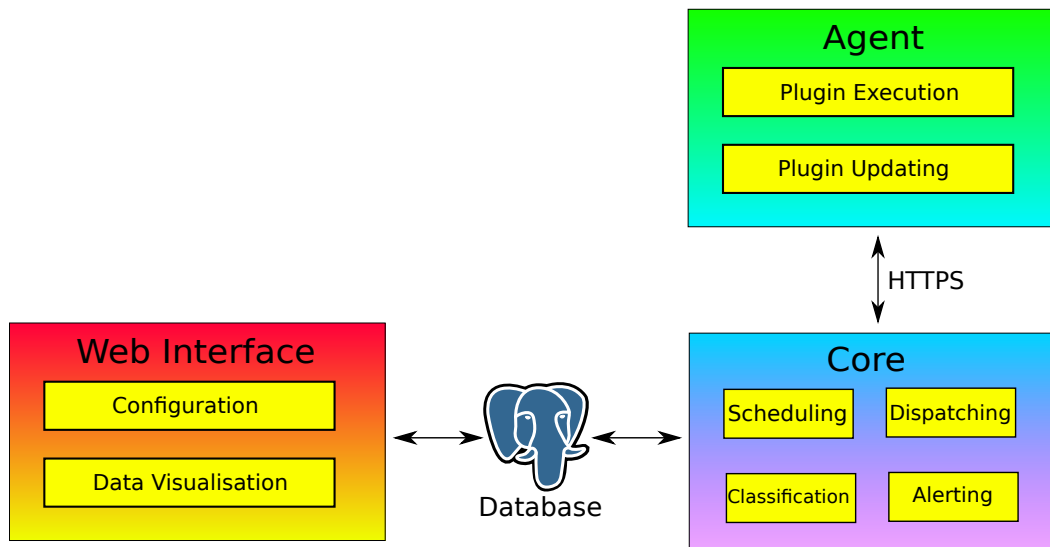 Agent
Plugin Execution
Plugin Updating
HTTPS
Web Interface
Configuration
Data Visualisation
Database
Core
Scheduling
Dispatching
Classification
Alerting